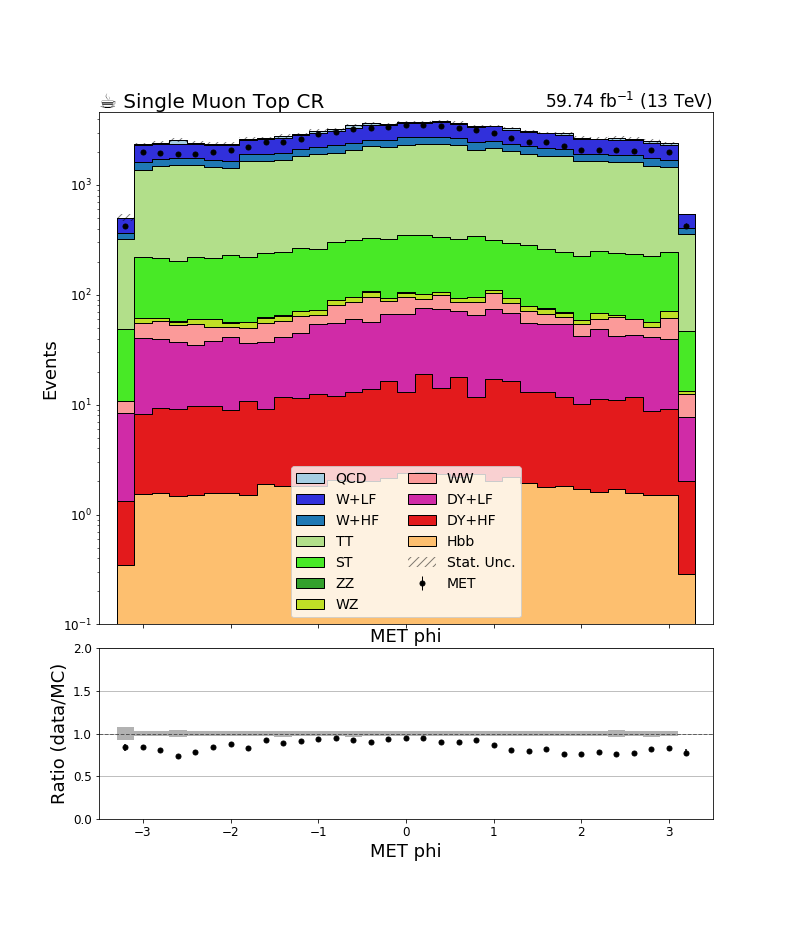 ☕ Single Muon Top CR
59.74 fb⁻¹ (13 TeV)
Events
10³
10²
10¹
10⁰
10⁻¹
QCD
W+LF
W+HF
TT
ST
ZZ
WZ
WW
DY+LF
DY+HF
Hbb
Stat. Unc.
MET
MET phi
Ratio (data/MC)
2.0
1.5
1.0
0.5
0.0
−3 −2 −1 0 1 2 3
MET phi